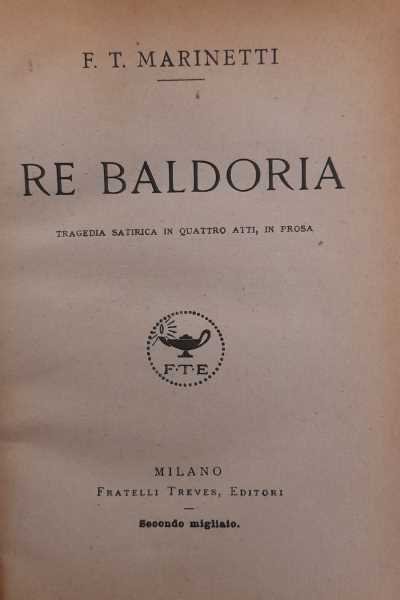 F. T. MARINETTI
RE BALDORIA
TRAGEDIA SATIRICA IN QUATTRO ATTI, IN PROSA
F·T·E
MILANO
FRATELLI TREVES, EDITORI
Secondo migliaio.